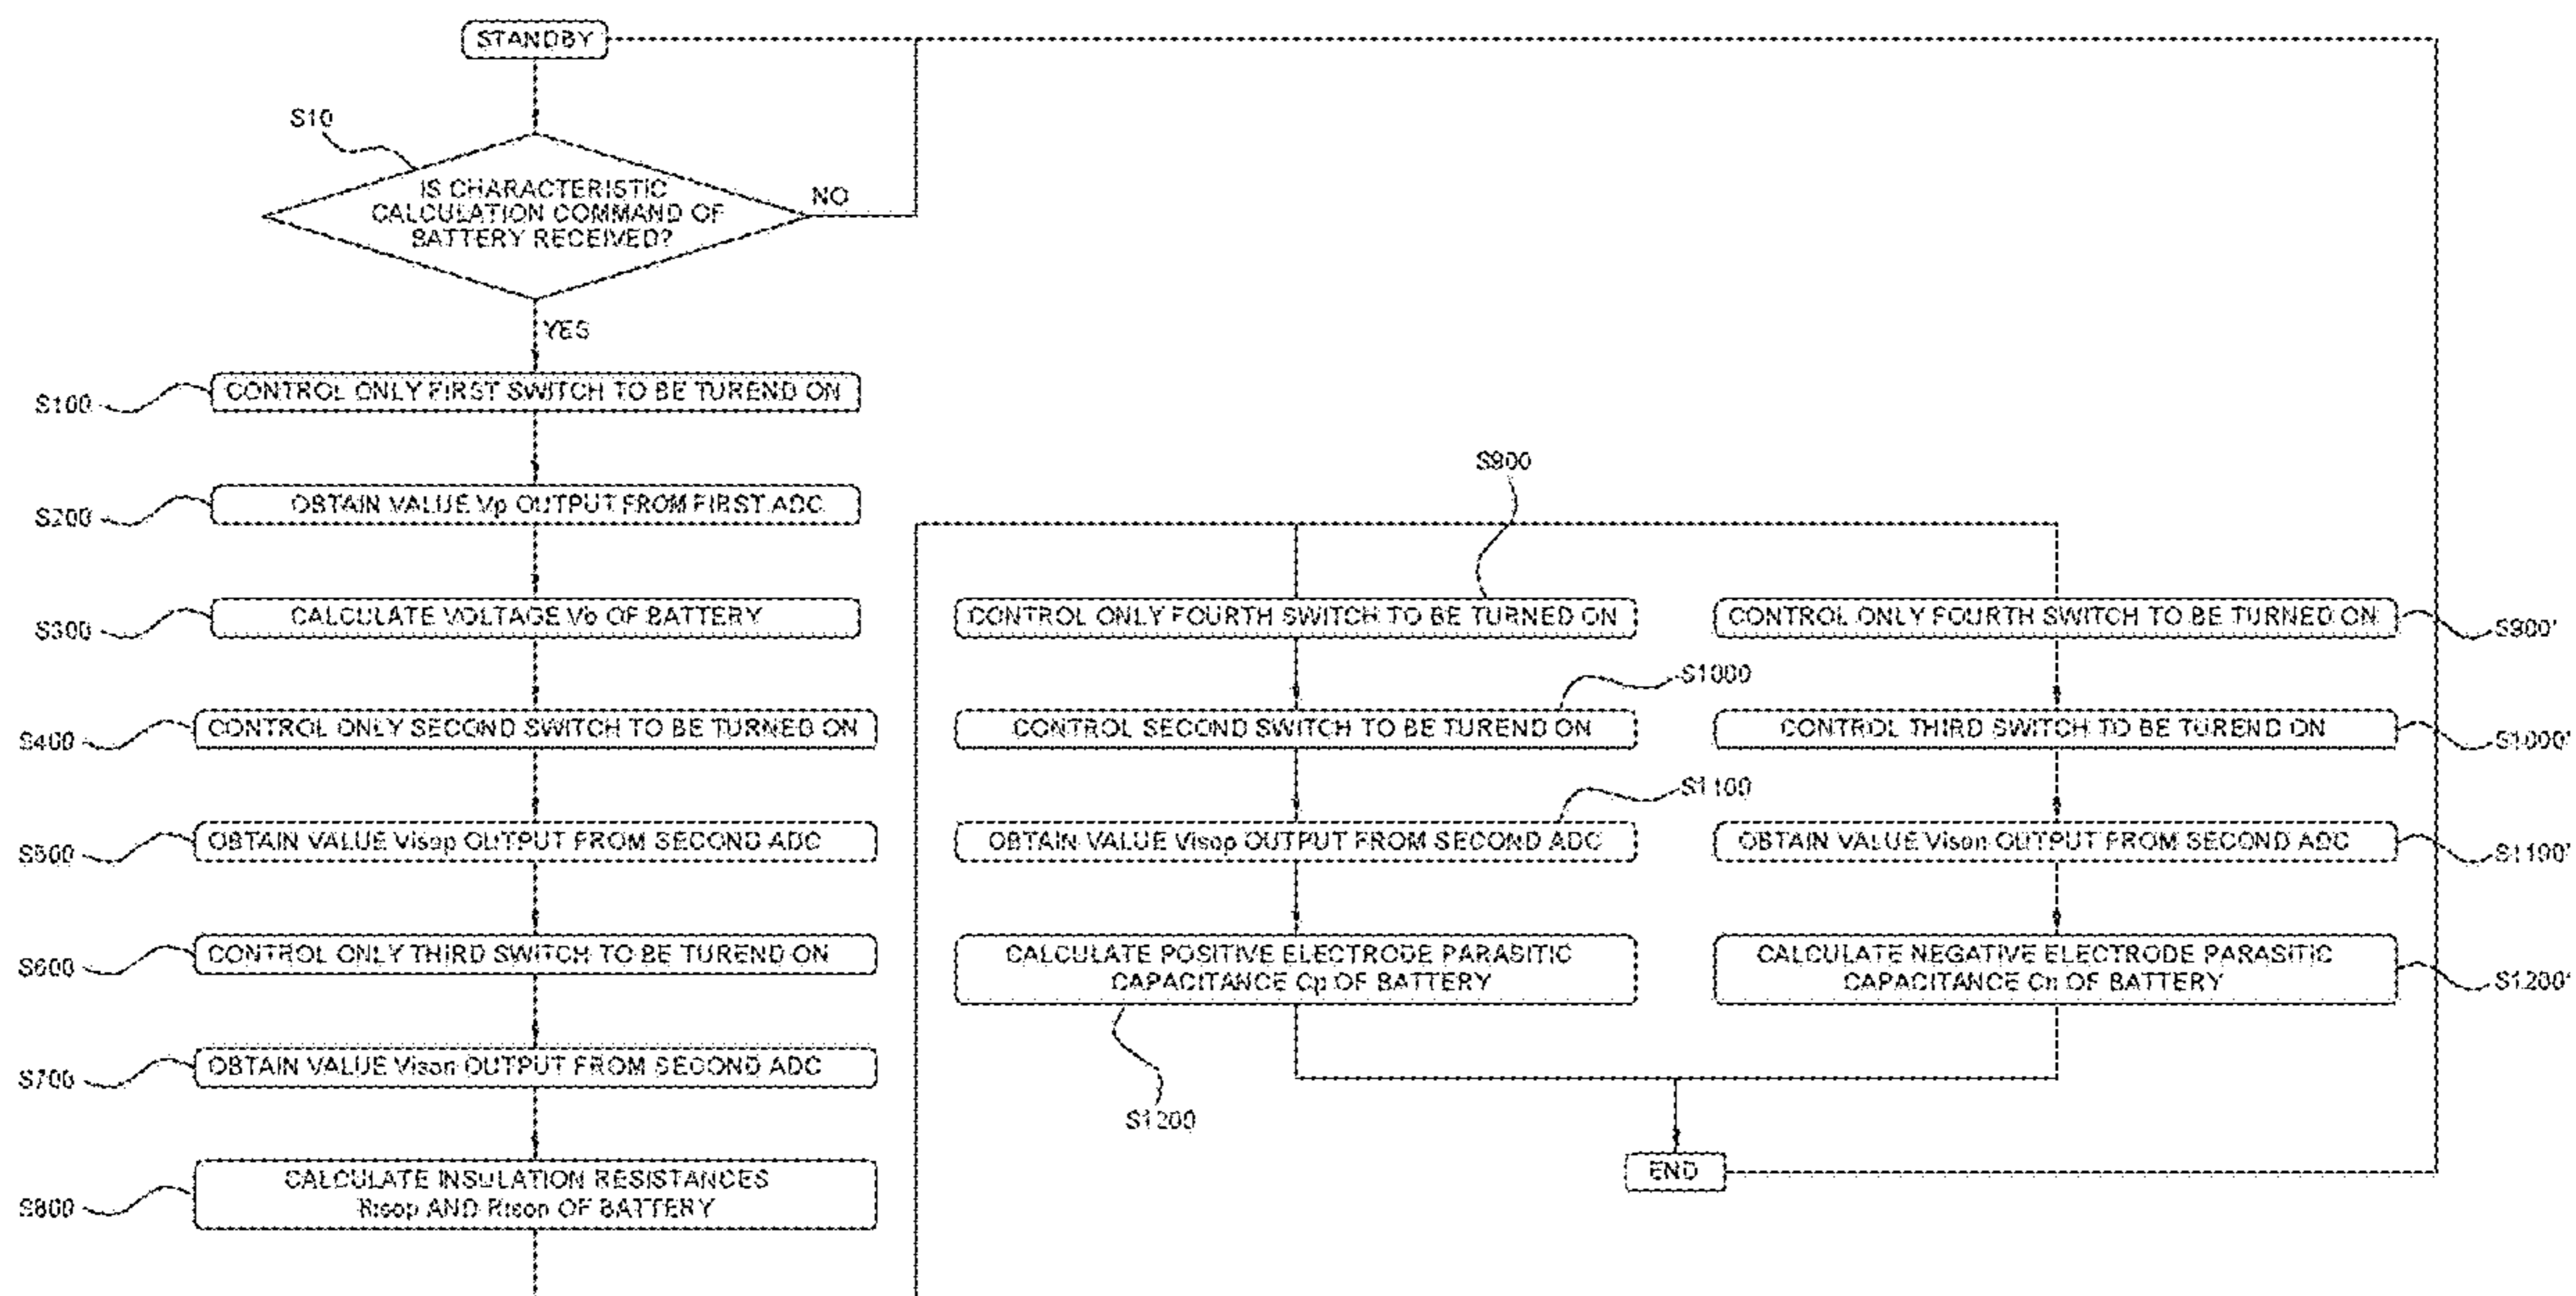 STANDBY
S10
IS CHARACTERISTIC
CALCULATION COMMAND OF
BATTERY RECEIVED?
NO
YES
S100
CONTROL ONLY FIRST SWITCH TO BE TUREND ON
S200
OBTAIN VALUE Vp OUTPUT FROM FIRST ADC
S300
CALCULATE VOLTAGE Vb OF BATTERY
S400
CONTROL ONLY SECOND SWITCH TO BE TURNED ON
S500
OBTAIN VALUE Visop OUTPUT FROM SECOND ADC
S600
CONTROL ONLY THIRD SWITCH TO BE TUREND ON
S700
OBTAIN VALUE Vison OUTPUT FROM SECOND ADC
S800
CALCULATE INSULATION RESISTANCES
Risop AND Rison OF BATTERY
S900
CONTROL ONLY FOURTH SWITCH TO BE TURNED ON
S1000
CONTROL SECOND SWITCH TO BE TUREND ON
S1100
OBTAIN VALUE Visop OUTPUT FROM SECOND ADC
CALCULATE POSITIVE ELECTRODE PARASITIC
CAPACITANCE Cp OF BATTERY
S1200
CONTROL ONLY FOURTH SWITCH TO BE TURNED ON
S900'
CONTROL THIRD SWITCH TO BE TUREND ON
S1000'
OBTAIN VALUE Vison OUTPUT FROM SECOND ADC
S1100'
CALCULATE NEGATIVE ELECTRODE PARASITIC
CAPACITANCE Cn OF BATTERY
S1200'
END